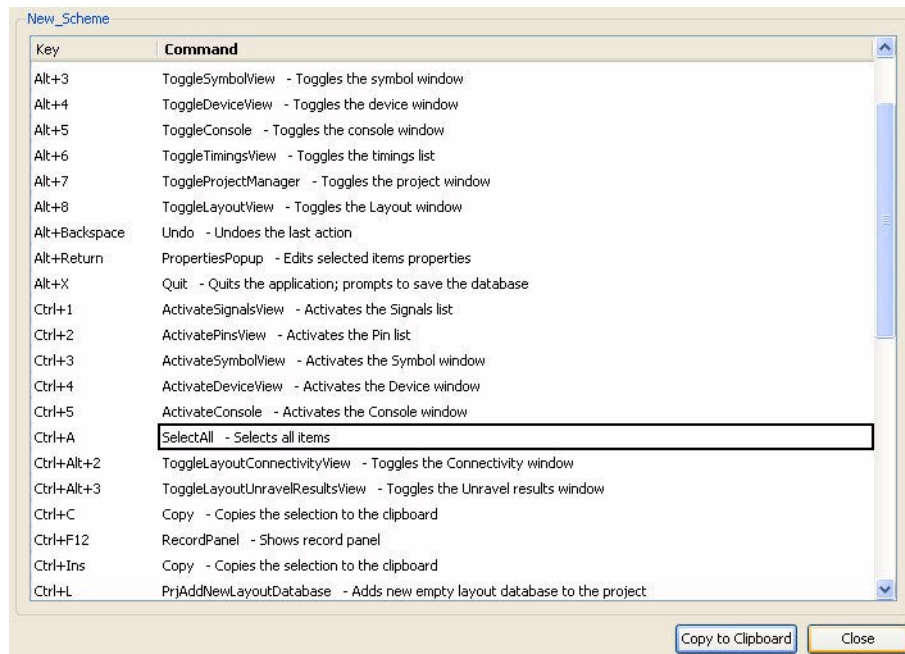 New_Scheme
Key Command
Alt+3 ToggleSymbolView - Toggles the symbol window
Alt+4 ToggleDeviceView - Toggles the device window
Alt+5 ToggleConsole - Toggles the console window
Alt+6 ToggleTimingsView - Toggles the timings list
Alt+7 ToggleProjectManager - Toggles the project window
Alt+8 ToggleLayoutView - Toggles the Layout window
Alt+Backspace Undo - Undoes the last action
Alt+Return PropertiesPopup - Edits selected items properties
Alt+X Quit - Quits the application; prompts to save the database
Ctrl+1 ActivateSignalsView - Activates the Signals list
Ctrl+2 ActivatePinsView - Activates the Pin list
Ctrl+3 ActivateSymbolView - Activates the Symbol window
Ctrl+4 ActivateDeviceView - Activates the Device window
Ctrl+5 ActivateConsole - Activates the Console window
Ctrl+A SelectAll - Selects all items
Ctrl+Alt+2 ToggleLayoutConnectivityView - Toggles the Connectivity window
Ctrl+Alt+3 ToggleLayoutUnravelResultsView - Toggles the Unravel results window
Ctrl+C Copy - Copies the selection to the clipboard
Ctrl+F12 RecordPanel - Shows record panel
Ctrl+Ins Copy - Copies the selection to the clipboard
Ctrl+L PrjAddNewLayoutDatabase - Adds new empty layout database to the project
Copy to Clipboard Close